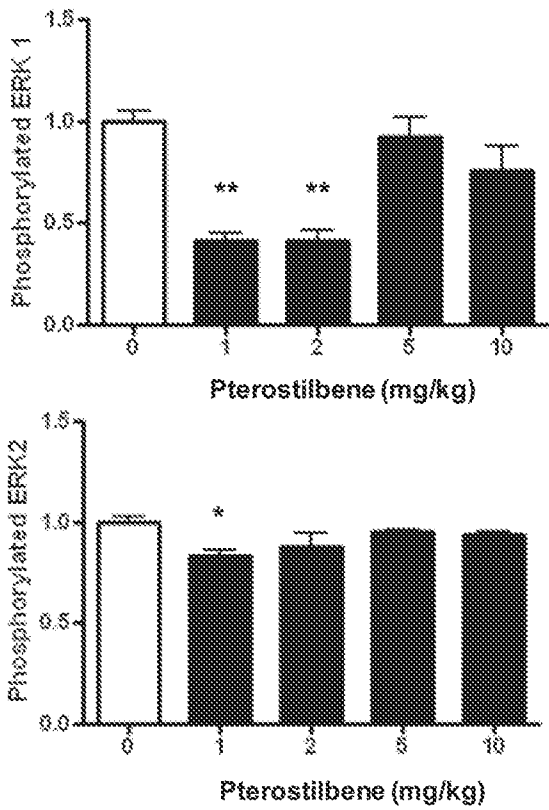 Phosphorylated ERK 1
1.5
1.0
0.5
0.0
** **
0 1 2 5 10
Pterostilbene (mg/kg)
Phosphorylated ERK2
1.5
1.0
0.5
0.0
*
0 1 2 5 10
Pterostilbene (mg/kg)